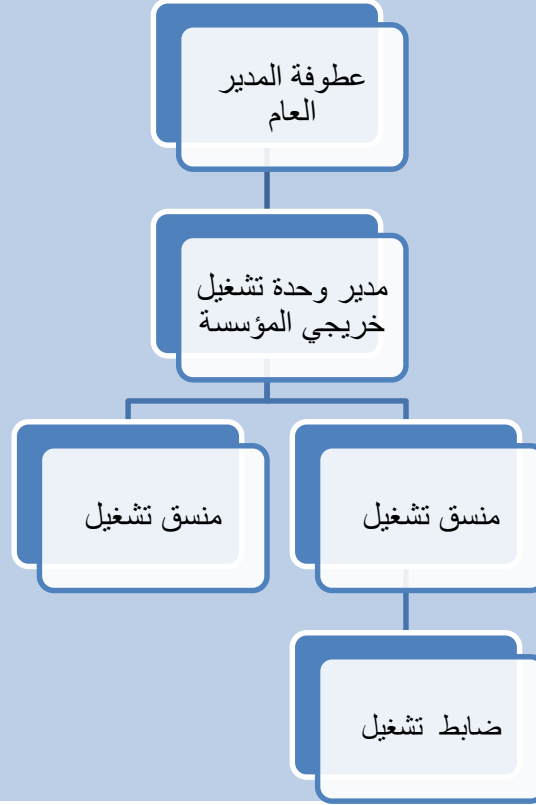 عطوفة المدير
العام
مدير وحدة تشغيل
خريجي المؤسسة
منسق تشغيل
منسق تشغيل
ضابط تشغيل